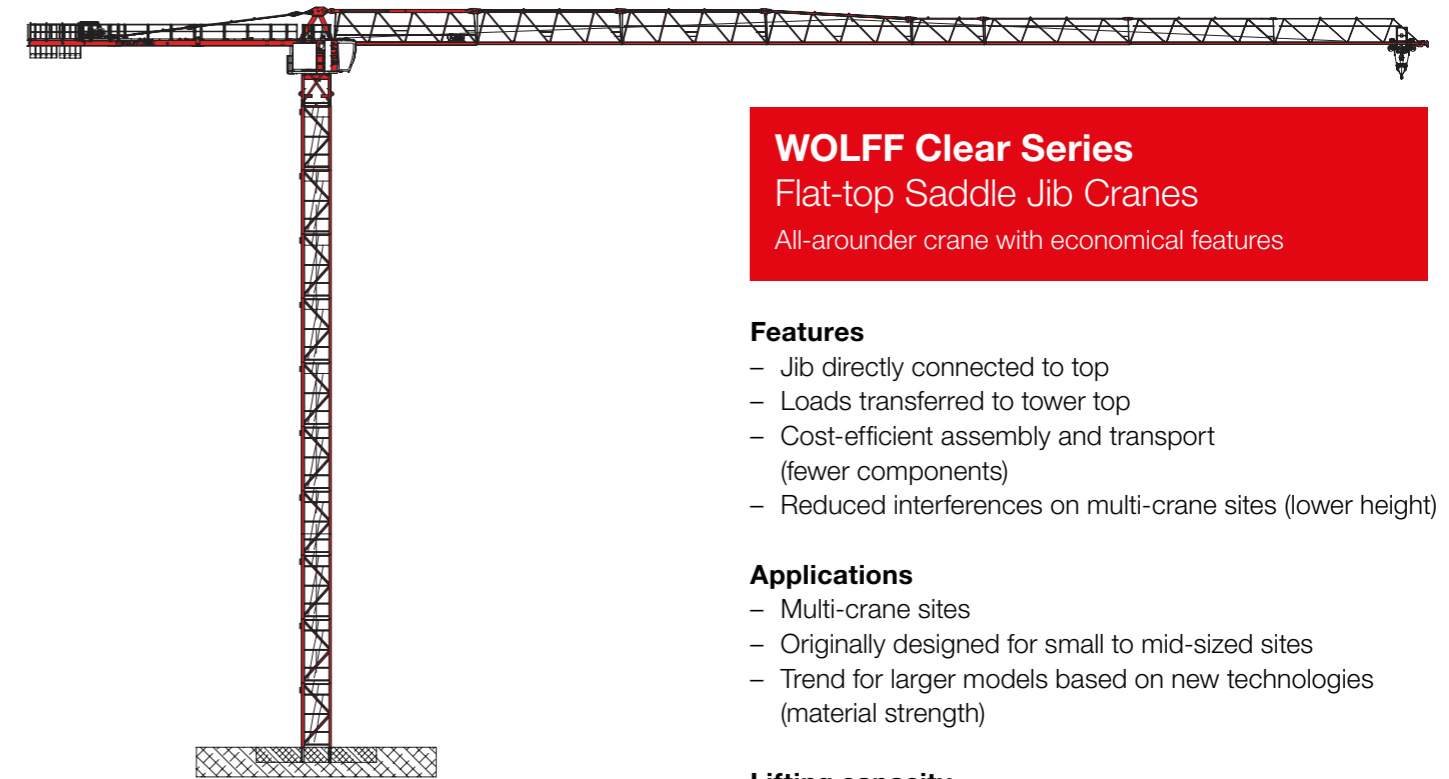 WOLFF Clear Series
Flat-top Saddle Jib Cranes
All-arounder crane with economical features
Features
– Jib directly connected to top
– Loads transferred to tower top
– Cost-efficient assembly and transport
(fewer components)
– Reduced interferences on multi-crane sites (lower height)
Applications
– Multi-crane sites
– Originally designed for small to mid-sized sites
– Trend for larger models based on new technologies
(material strength)
Lifting capacity